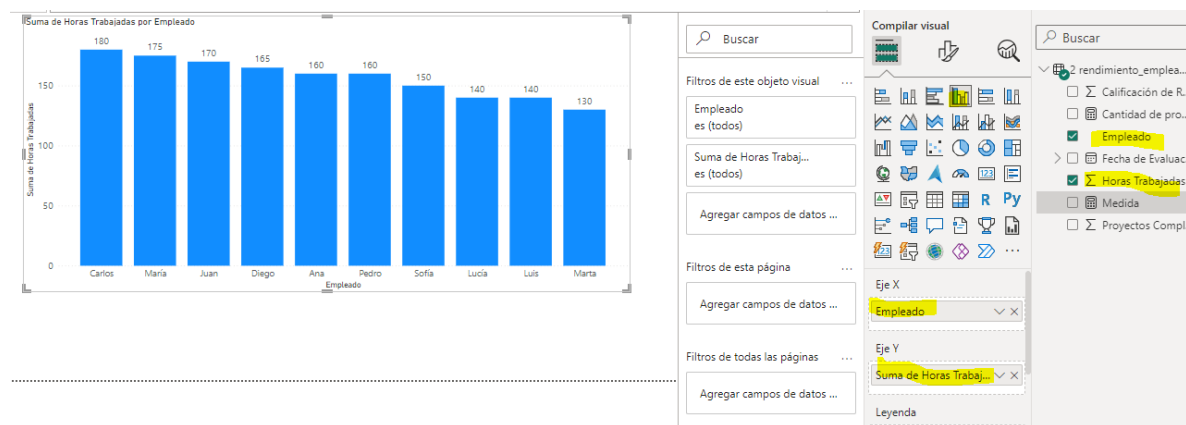 Suma de Horas Trabajadas por Empleado
180
175
170
165
160
160
150
140
140
130
150
100
50
0
Suma de Horas Trabajadas
Carlos María Juan Diego Ana Pedro Sofía Lucía Luis Marta
Empleado
Buscar
Filtros de este objeto visual ...
Empleado
es (todos)
Suma de Horas Trabaj...
es (todos)
Agregar campos de datos ...
Filtros de esta página ...
Agregar campos de datos ...
Filtros de todas las páginas ...
Agregar campos de datos ...
Compilar visual
123
R Py
123
...
Eje X
Empleado
Eje Y
Suma de Horas Trabaj...
Leyenda
Buscar
2 rendimiento_emplea...
Σ Calificación de R...
Cantidad de pro...
Empleado
Fecha de Evaluac
Σ Horas Trabajadas
Medida
Σ Proyectos Compl